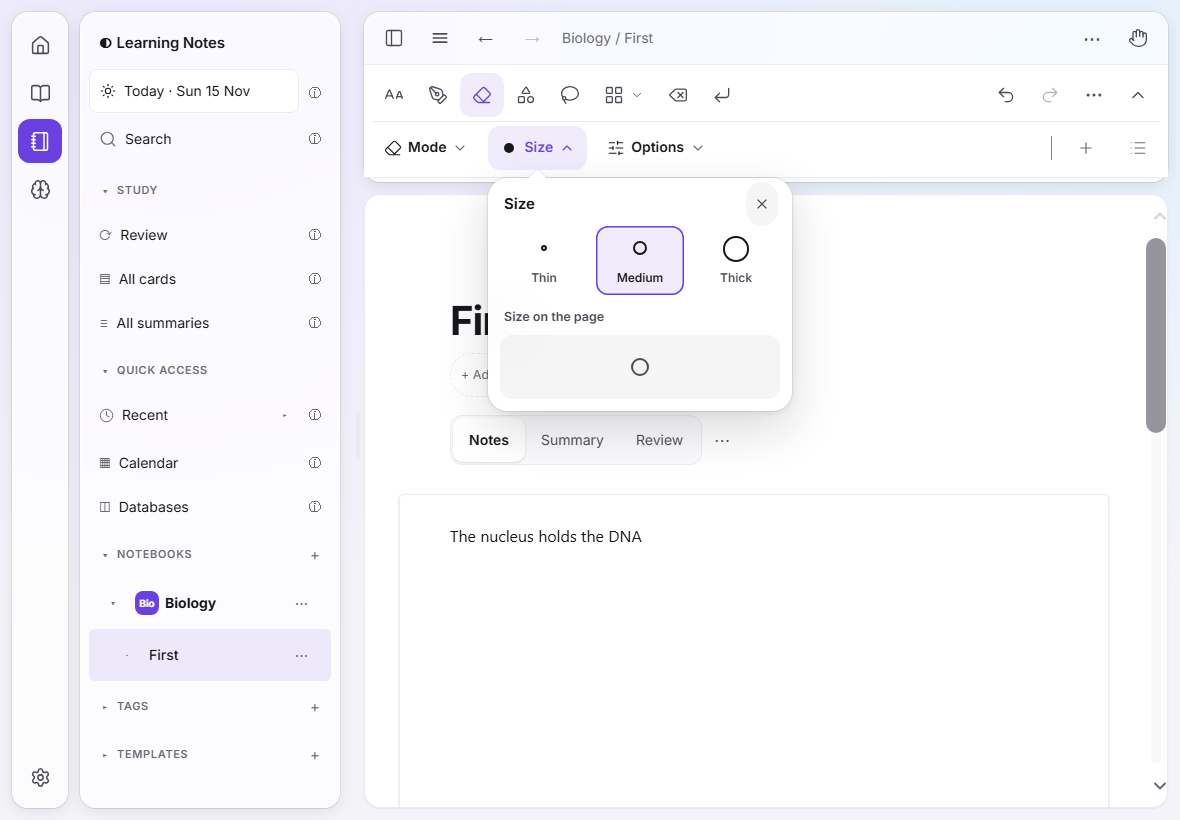 Learning Notes
Today · Sun 15 Nov
Search
STUDY
Review
All cards
All summaries
QUICK ACCESS
Recent
Calendar
Databases
NOTEBOOKS
Bio Biology
First
TAGS
TEMPLATES
Biology / First
AA
Mode Size Options
Size
Thin Medium Thick
Size on the page
Notes Summary Review
The nucleus holds the DNA